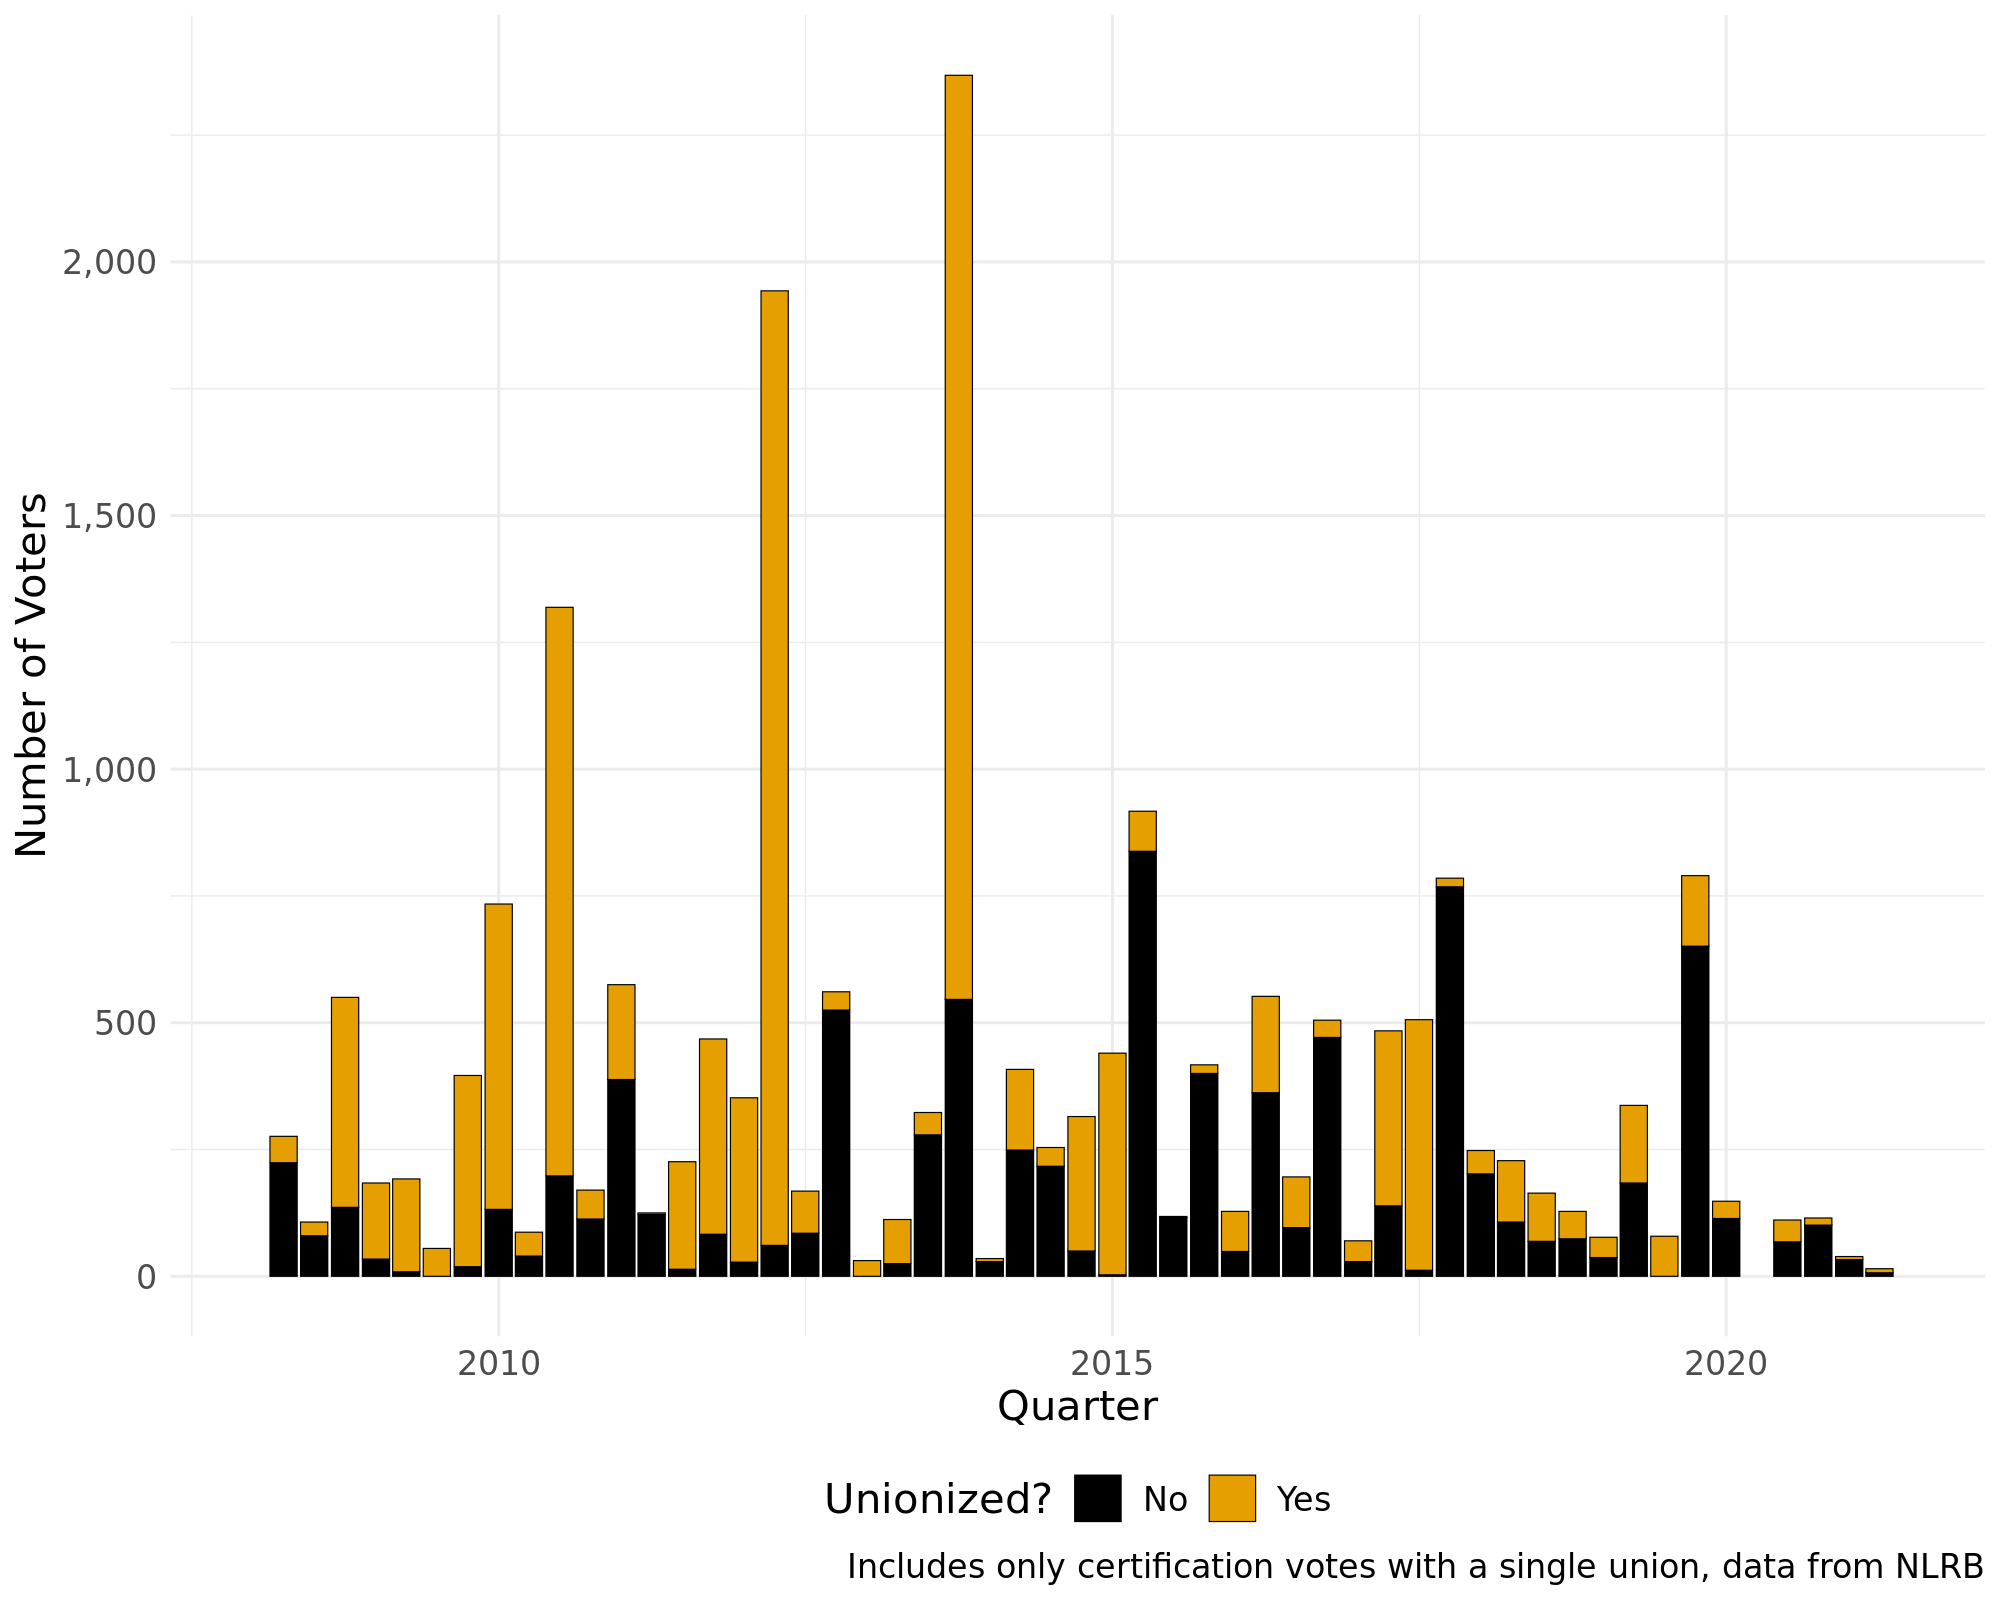 Number of Voters
2,000
1,500
1,000
500
0
2010 2015 2020
Quarter
Unionized? No Yes
Includes only certification votes with a single union, data from NLRB